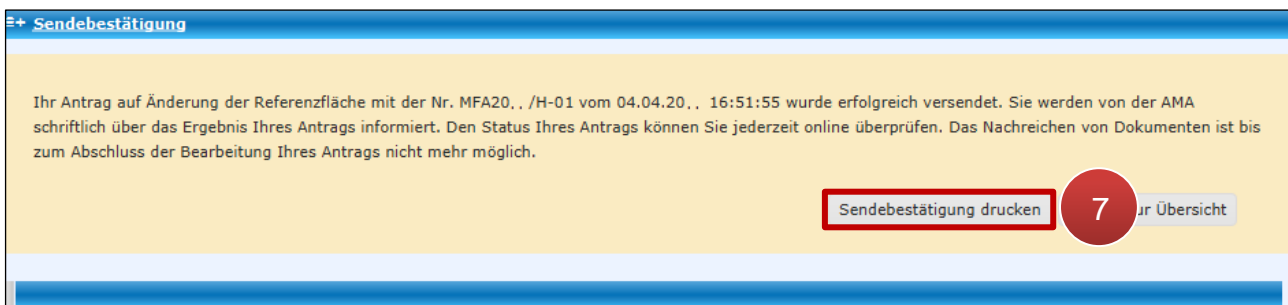 Sendebestätigung
Ihr Antrag auf Änderung der Referenzfläche mit der Nr. MFA20.. /H-01 vom 04.04.20.. 16:51:55 wurde erfolgreich versendet. Sie werden von der AMA
schriftlich über das Ergebnis Ihres Antrags informiert. Den Status Ihres Antrags können Sie jederzeit online überprüfen. Das Nachreichen von Dokumenten ist bis
zum Abschluss der Bearbeitung Ihres Antrags nicht mehr möglich.
Sendebestätigung drucken 7 ur Übersicht